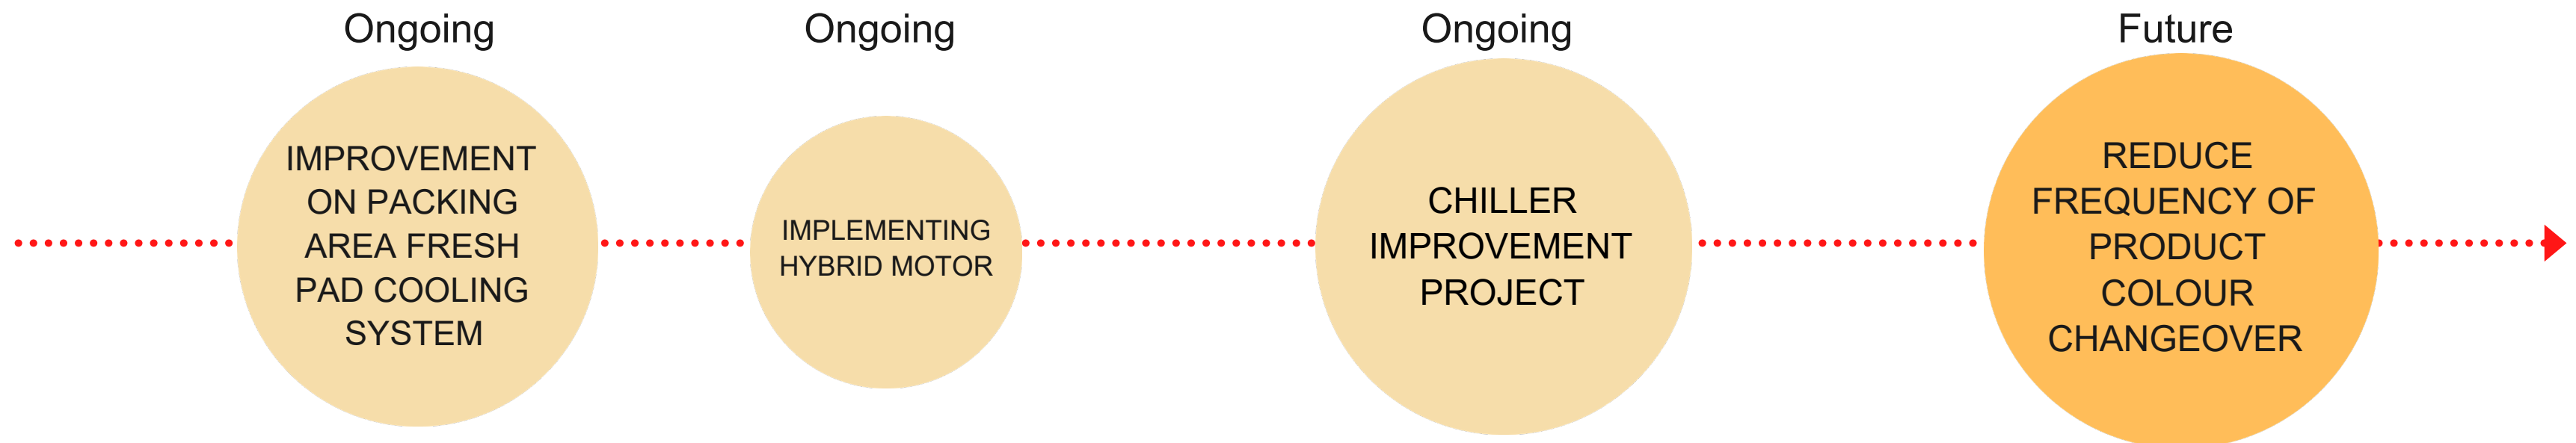 Ongoing
IMPROVEMENT
ON PACKING
AREA FRESH
PAD COOLING
SYSTEM
Ongoing
IMPLEMENTING
HYBRID MOTOR
Ongoing
CHILLER
IMPROVEMENT
PROJECT
Future
REDUCE
FREQUENCY OF
PRODUCT
COLOUR
CHANGEOVER